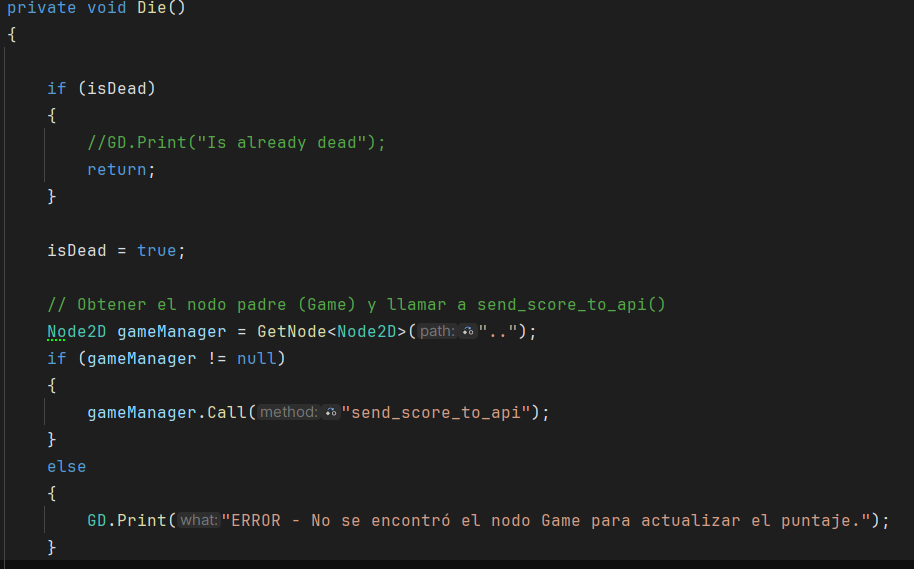 private void Die()
{
if (isDead)
{
//GD.Print("Is already dead");
return;
}
isDead = true;
// Obtener el nodo padre (Game) y llamar a send_score_to_api()
Node2D gameManager = GetNode<Node2D>(path: "..");
if (gameManager != null)
{
gameManager.Call(method: "send_score_to_api");
}
else
{
GD.Print(what: "ERROR - No se encontró el nodo Game para actualizar el puntaje.");
}